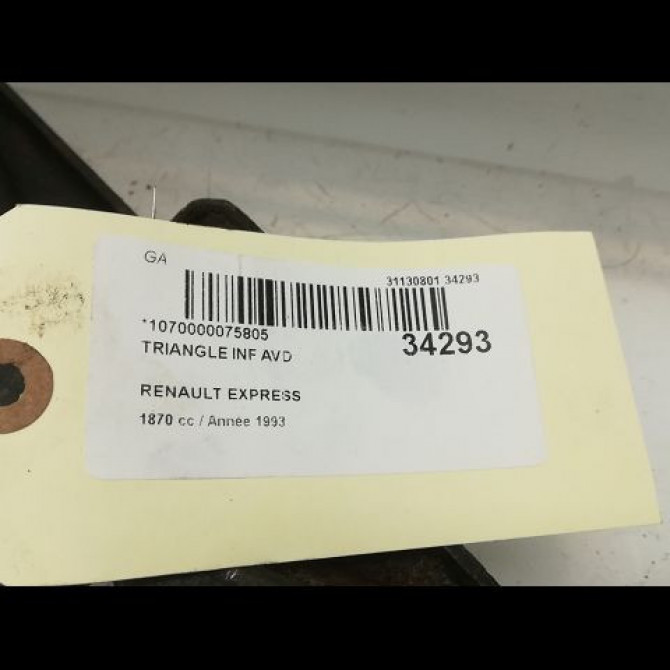 GA
31130801 34293
*1070000075805
34293
TRIANGLE INF AVD
RENAULT EXPRESS
1870 cc / Année 1993